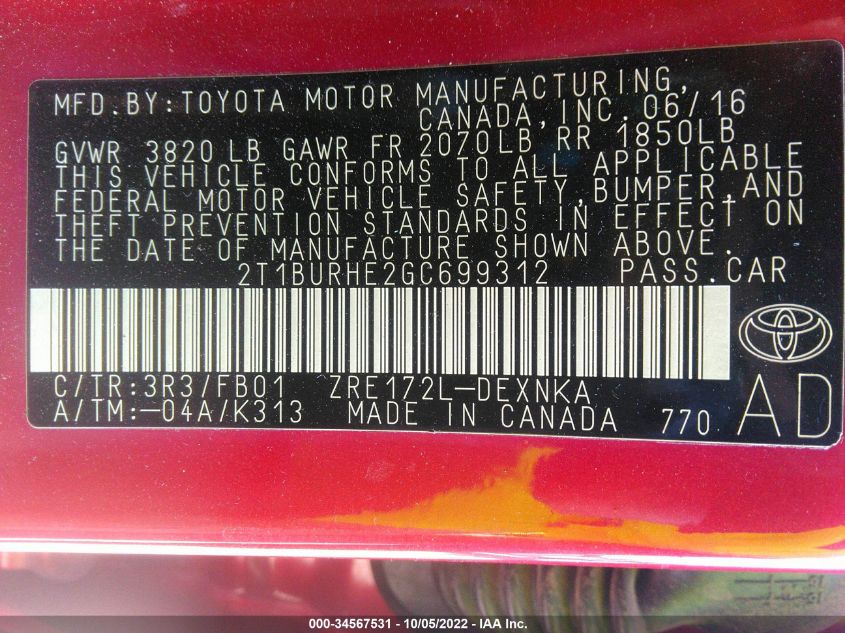 MFD.BY:TOYOTA MOTOR MANUFACTURING,
CANADA,INC. 06/16
GVWR 3820 LB GAWR FR 2070LB RR 1850LB
THIS VEHICLE CONFORMS TO ALL APPLICABLE
FEDERAL MOTOR VEHICLE SAFETY,BUMPER,AND
THEFT PREVENTION STANDARDS IN EFFECT ON
THE DATE OF MANUFACTURE SHOWN ABOVE.
2T1BURHE2GC699312 PASS.CAR
C/TR:3R3/FB01 ZRE172L-DEXNKA
A/TM:-04A/K313 MADE IN CANADA 770 AD
000-34567531 - 10/05/2022 - IAA Inc.